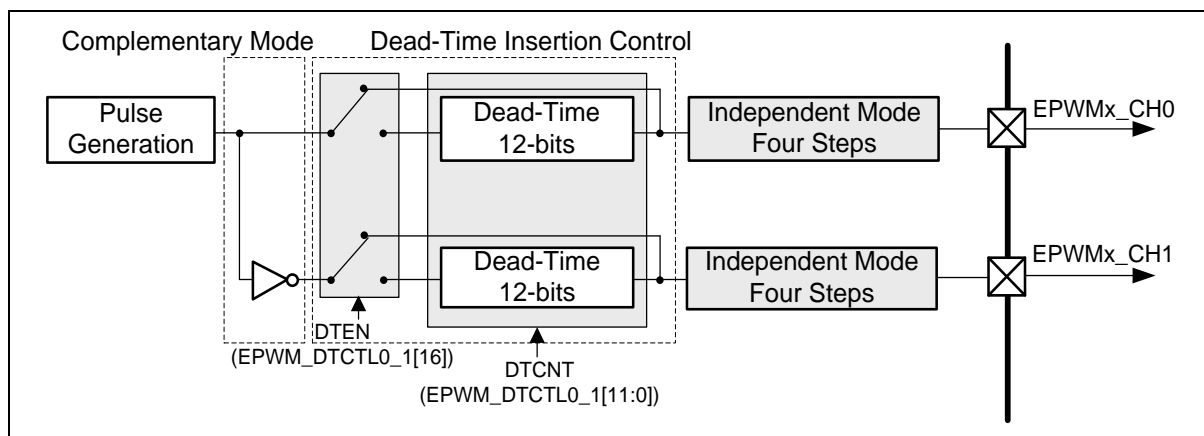 Complementary Mode
Dead-Time Insertion Control
Pulse
Generation
Dead-Time
12-bits
Independent Mode
Four Steps
EPWMx_CH0
Dead-Time
12-bits
Independent Mode
Four Steps
EPWMx_CH1
DTEN
(EPWM_DTCTL0_1[16])
DTCNT
(EPWM_DTCTL0_1[11:0])